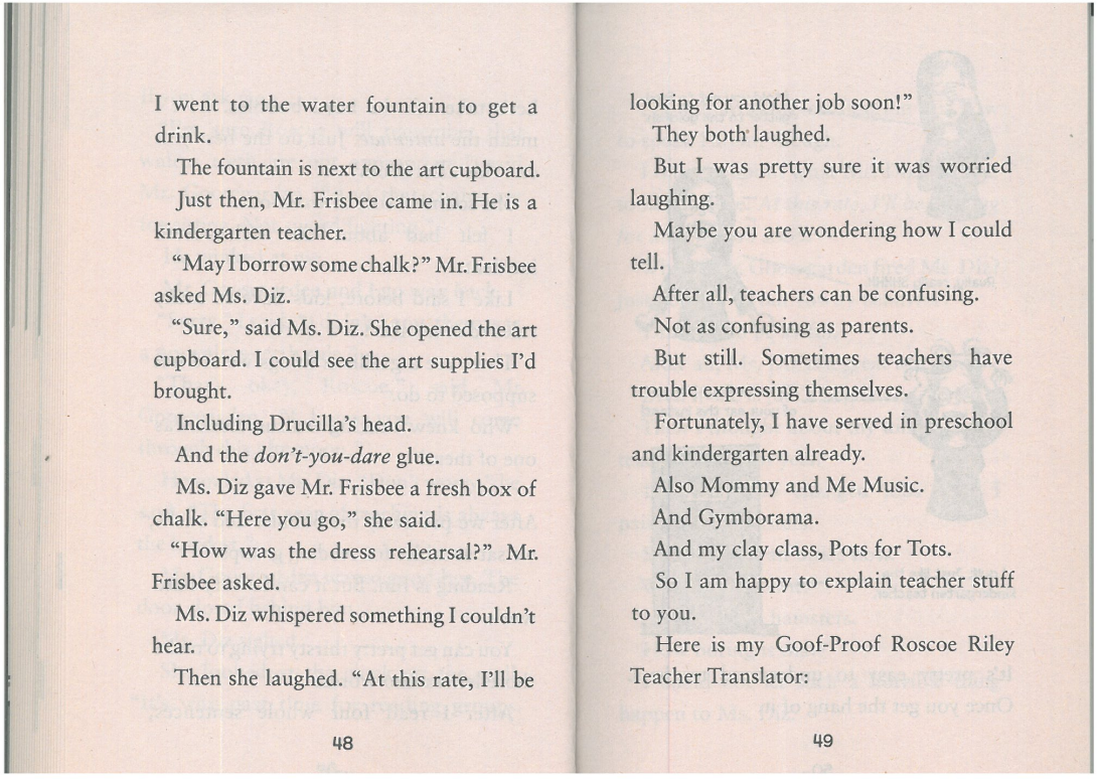 I went to the water fountain to get a
drink.
The fountain is next to the art cupboard.
Just then, Mr. Frisbee came in. He is a
kindergarten teacher.
“May I borrow some chalk?” Mr. Frisbee
asked Ms. Diz.
“Sure,” said Ms. Diz. She opened the art
cupboard. I could see the art supplies I’d
brought.
Including Drucilla’s head.
And the don’t-you-dare glue.
Ms. Diz gave Mr. Frisbee a fresh box of
chalk. “Here you go,” she said.
“How was the dress rehearsal?” Mr.
Frisbee asked.
Ms. Diz whispered something I couldn’t
hear.
Then she laughed. “At this rate, I’ll be
48
looking for another job soon!”
They both laughed.
But I was pretty sure it was worried
laughing.
Maybe you are wondering how I could
tell.
After all, teachers can be confusing.
Not as confusing as parents.
But still. Sometimes teachers have
trouble expressing themselves.
Fortunately, I have served in preschool
and kindergarten already.
Also Mommy and Me Music.
And Gymborama.
And my clay class, Pots for Tots.
So I am happy to explain teacher stuff
to you.
Here is my Goof-Proof Roscoe Riley
Teacher Translator:
49